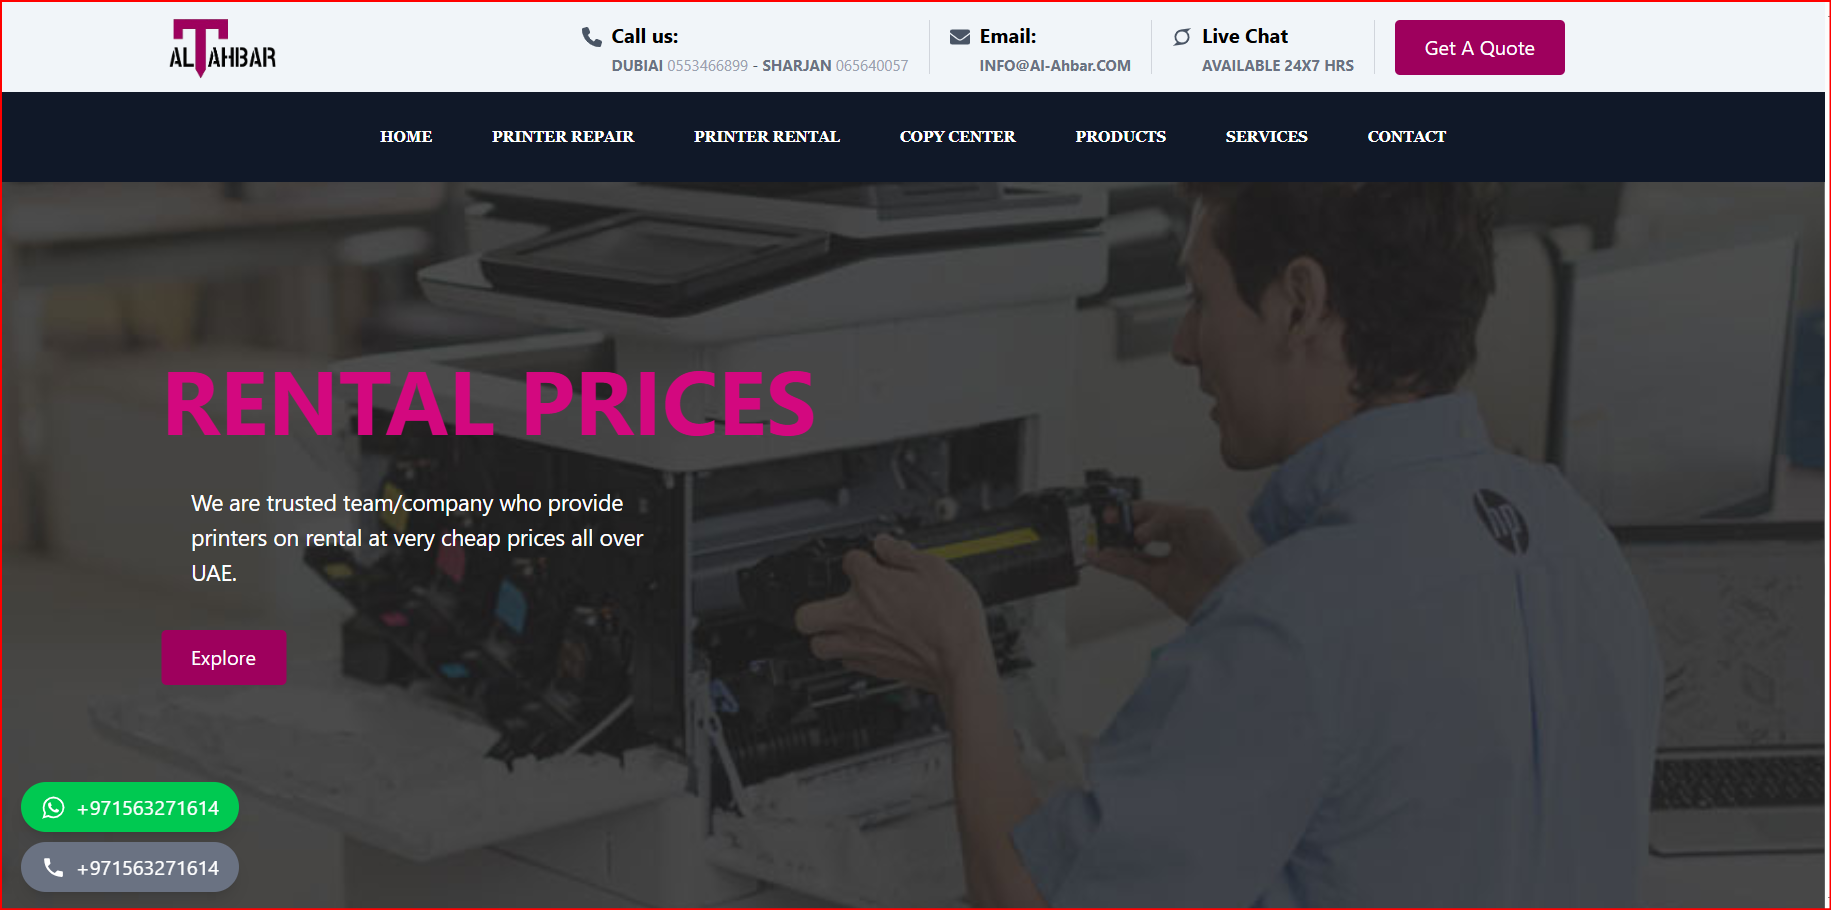 ALTAHBAR
Call us:
DUBIAI 0553466899 - SHARJAN 065640057
Email:
INFO@Al-Ahbar.COM
Live Chat
AVAILABLE 24X7 HRS
Get A Quote
HOME PRINTER REPAIR PRINTER RENTAL COPY CENTER PRODUCTS SERVICES CONTACT
RENTAL PRICES
We are trusted team/company who provide
printers on rental at very cheap prices all over
UAE.
Explore
hp
+971563271614
+971563271614